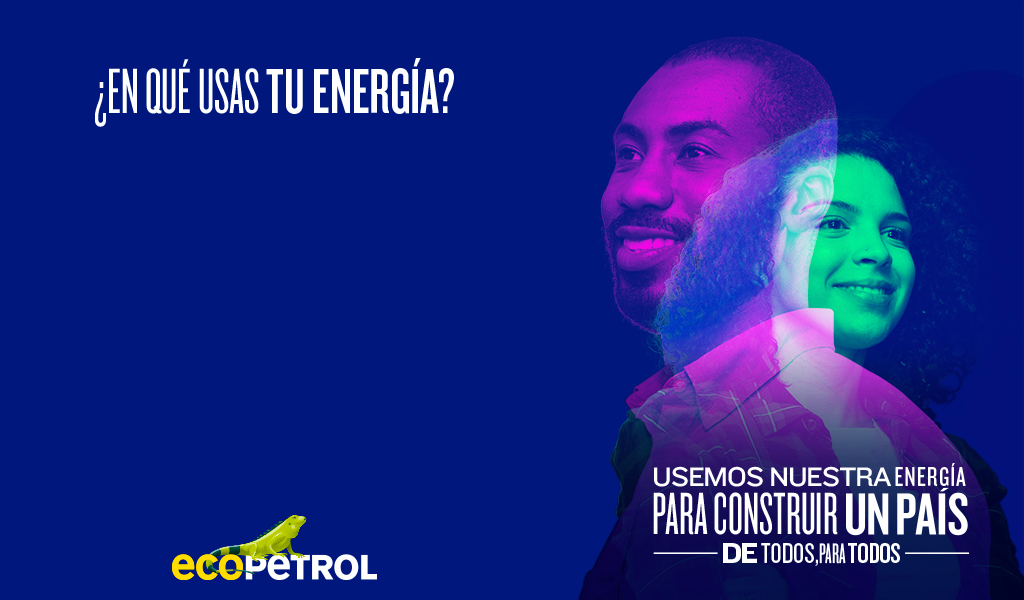 ¿EN QUÉ USAS TU ENERGÍA?
USEMOS NUESTRA ENERGÍA
PARA CONSTRUIR UN PAÍS
DE TODOS, PARA TODOS
ecopetrol